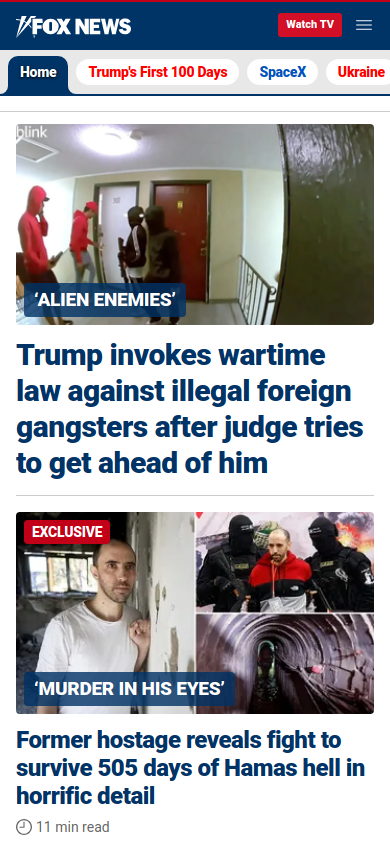 FOX NEWS
Watch TV
Home
Trump's First 100 Days
SpaceX
Ukraine
blink
‘ALIEN ENEMIES’
Trump invokes wartime
law against illegal foreign
gangsters after judge tries
to get ahead of him
EXCLUSIVE
‘MURDER IN HIS EYES’
Former hostage reveals fight to
survive 505 days of Hamas hell in
horrific detail
11 min read